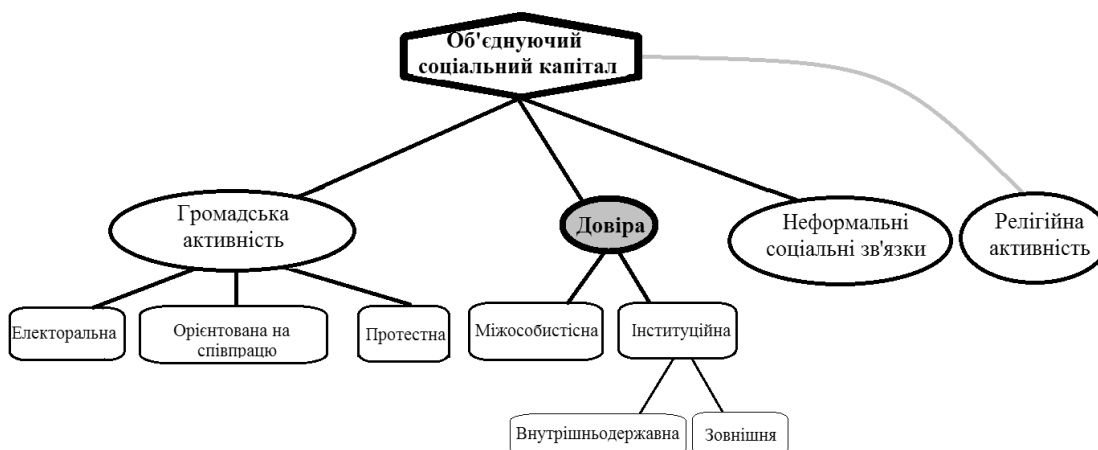 Об'єднуючий
соціальний капітал
Громадська
активність
Довіра
Неформальні
соціальні зв'язки
Релігійна
активність
Електоральна
Орієнтована на
співпрацю
Протестна
Міжособистісна
Інституційна
Внутрішньодержавна
Зовнішня